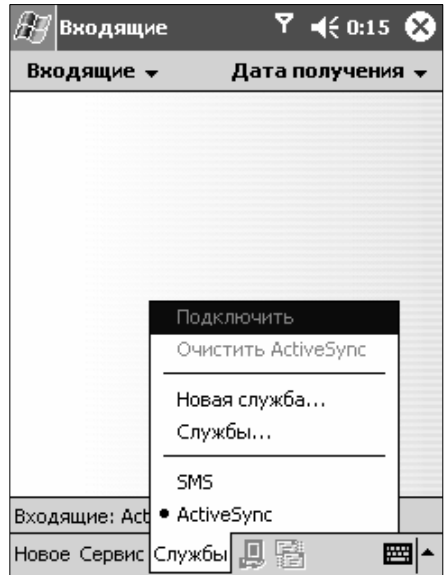 Входящие 0:15
Входящие Дата получения
Подключить
Очистить ActiveSync
Новая служба...
Службы...
SMS
ActiveSync
Входящие: Act
Новое Сервис Службы